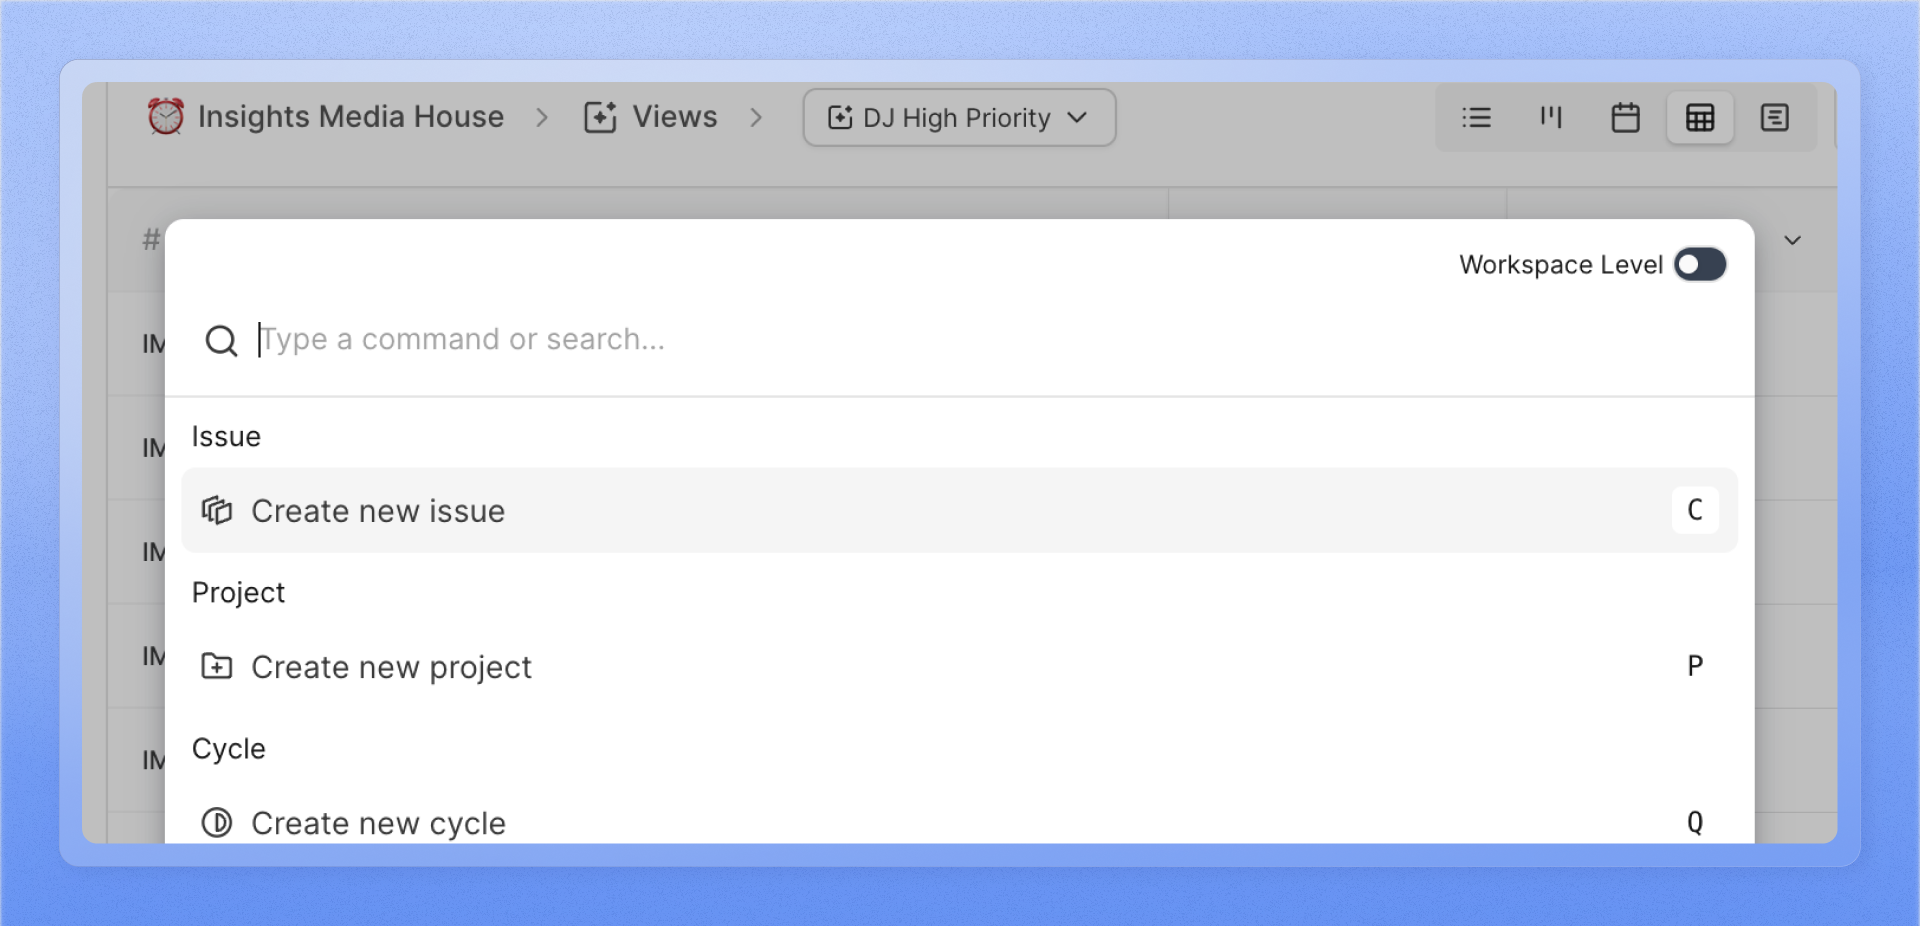 Insights Media House > Views > DJ High Priority
#
Workspace Level
Type a command or search...
IM
IM
Issue
Create new issue C
IM
Project
Create new project P
IM
Cycle
IM
Create new cycle Q